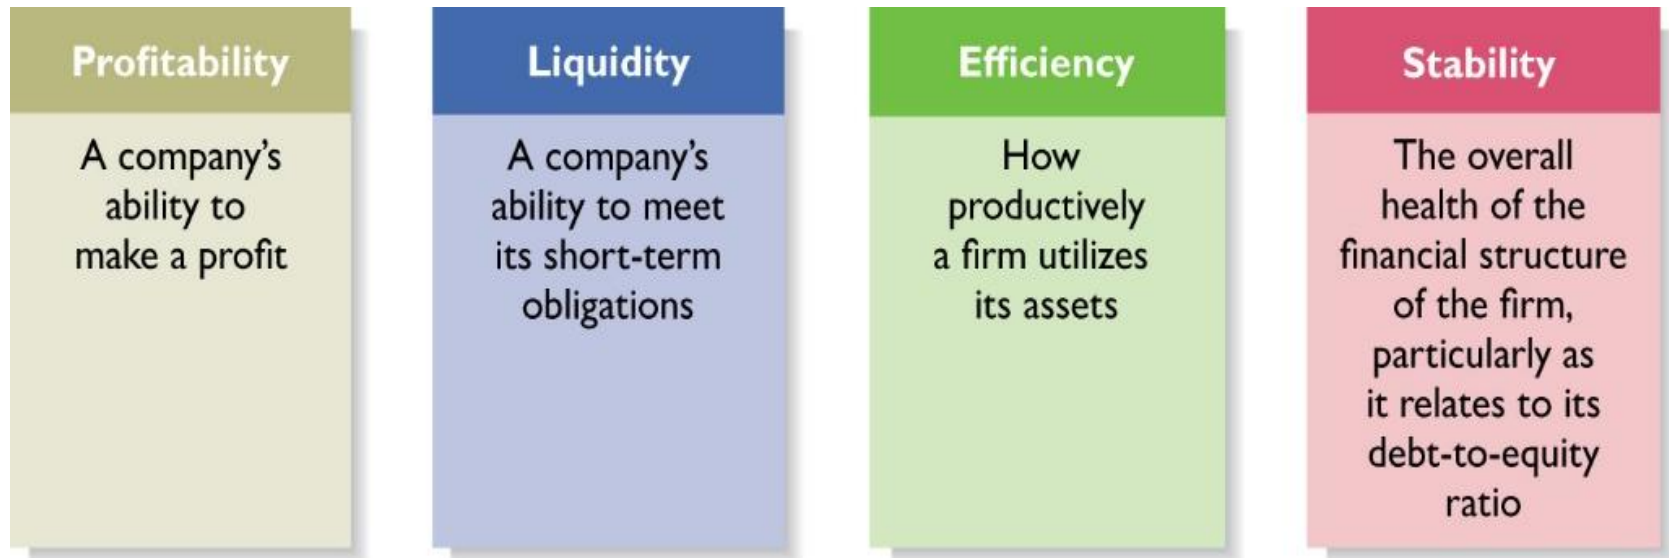 Profitability
A company’s
ability to
make a profit
Liquidity
A company’s
ability to meet
its short-term
obligations
Efficiency
How
productively
a firm utilizes
its assets
Stability
The overall
health of the
financial structure
of the firm,
particularly as
it relates to its
debt-to-equity
ratio